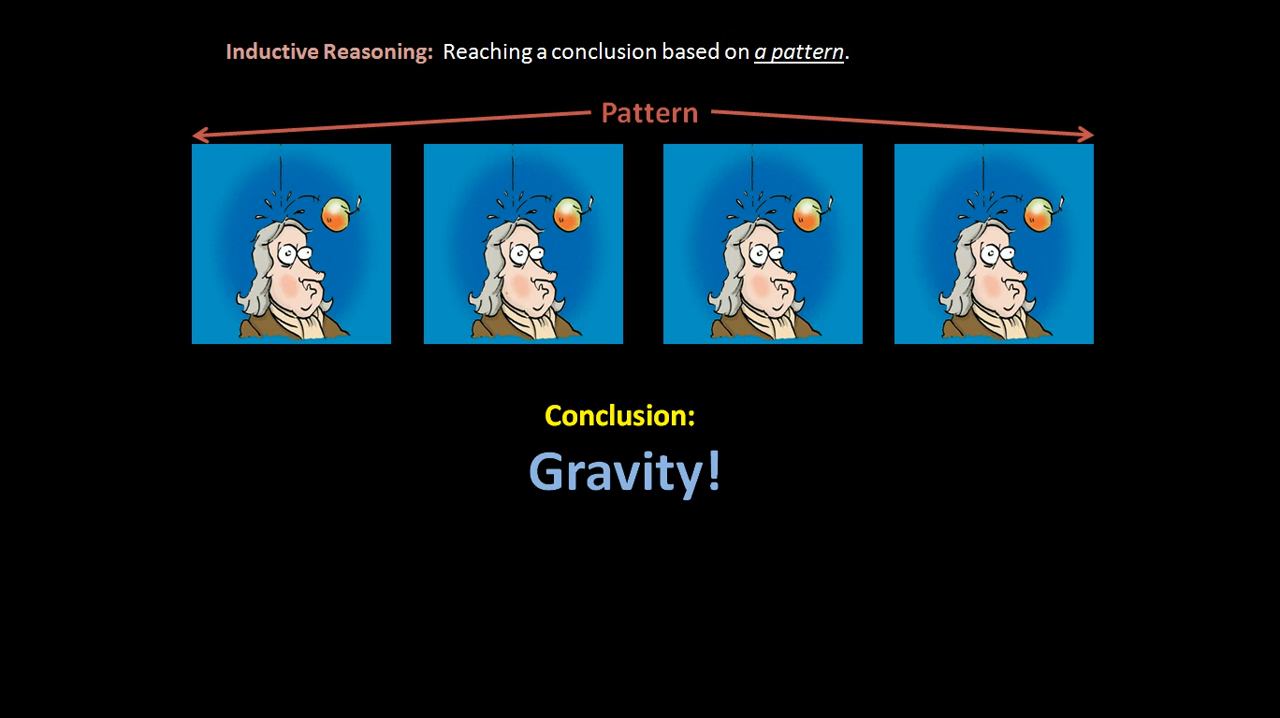 Inductive Reasoning: Reaching a conclusion based on a pattern.
Pattern
Conclusion:
Gravity!